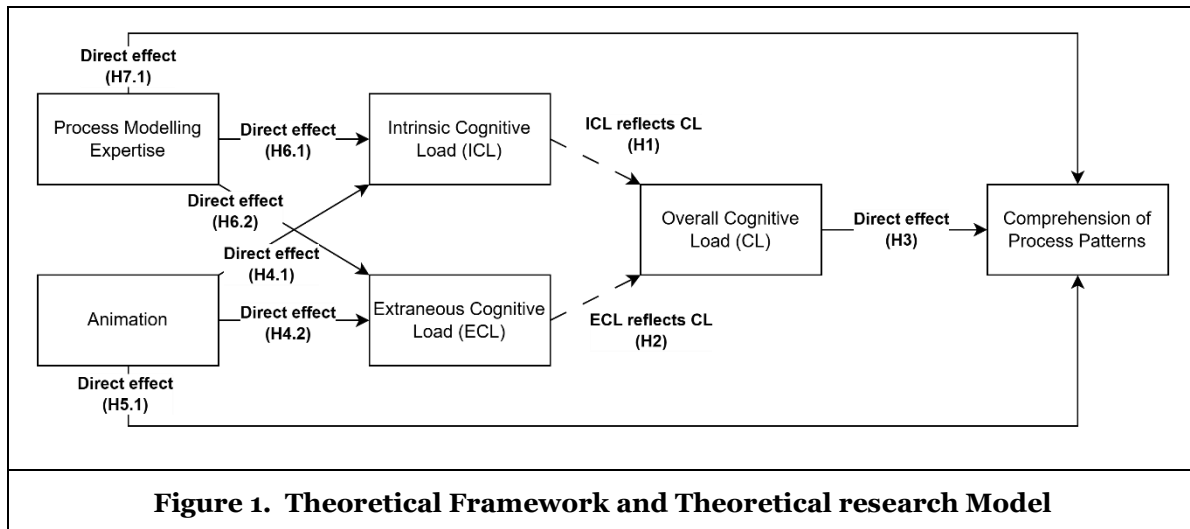 Direct effect
(H7.1)
Process Modelling
Expertise
Direct effect
(H6.1)
Intrinsic Cognitive
Load (ICL)
ICL reflects CL
(H1)
Direct effect
(H6.2)
Overall Cognitive
Load (CL)
Direct effect
(H3)
Comprehension of
Process Patterns
Direct effect
(H4.1)
Animation
Direct effect
(H4.2)
Extraneous Cognitive
Load (ECL)
ECL reflects CL
(H2)
Direct effect
(H5.1)
Figure 1. Theoretical Framework and Theoretical research Model